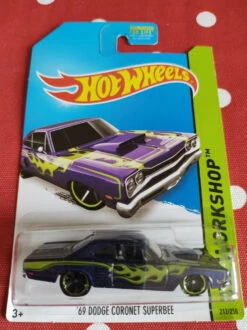 HOT WHEELS
WORKSHOP™
'69 DODGE CORONET SUPERBEE
3+